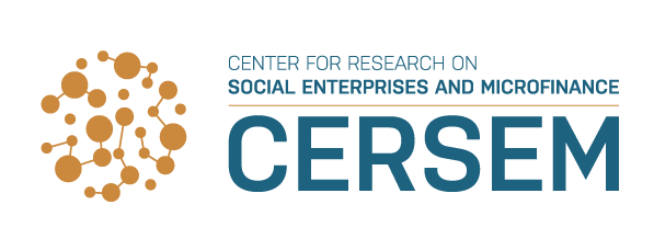 CENTER FOR RESEARCH ON
SOCIAL ENTERPRISES AND MICROFINANCE
CERSEM